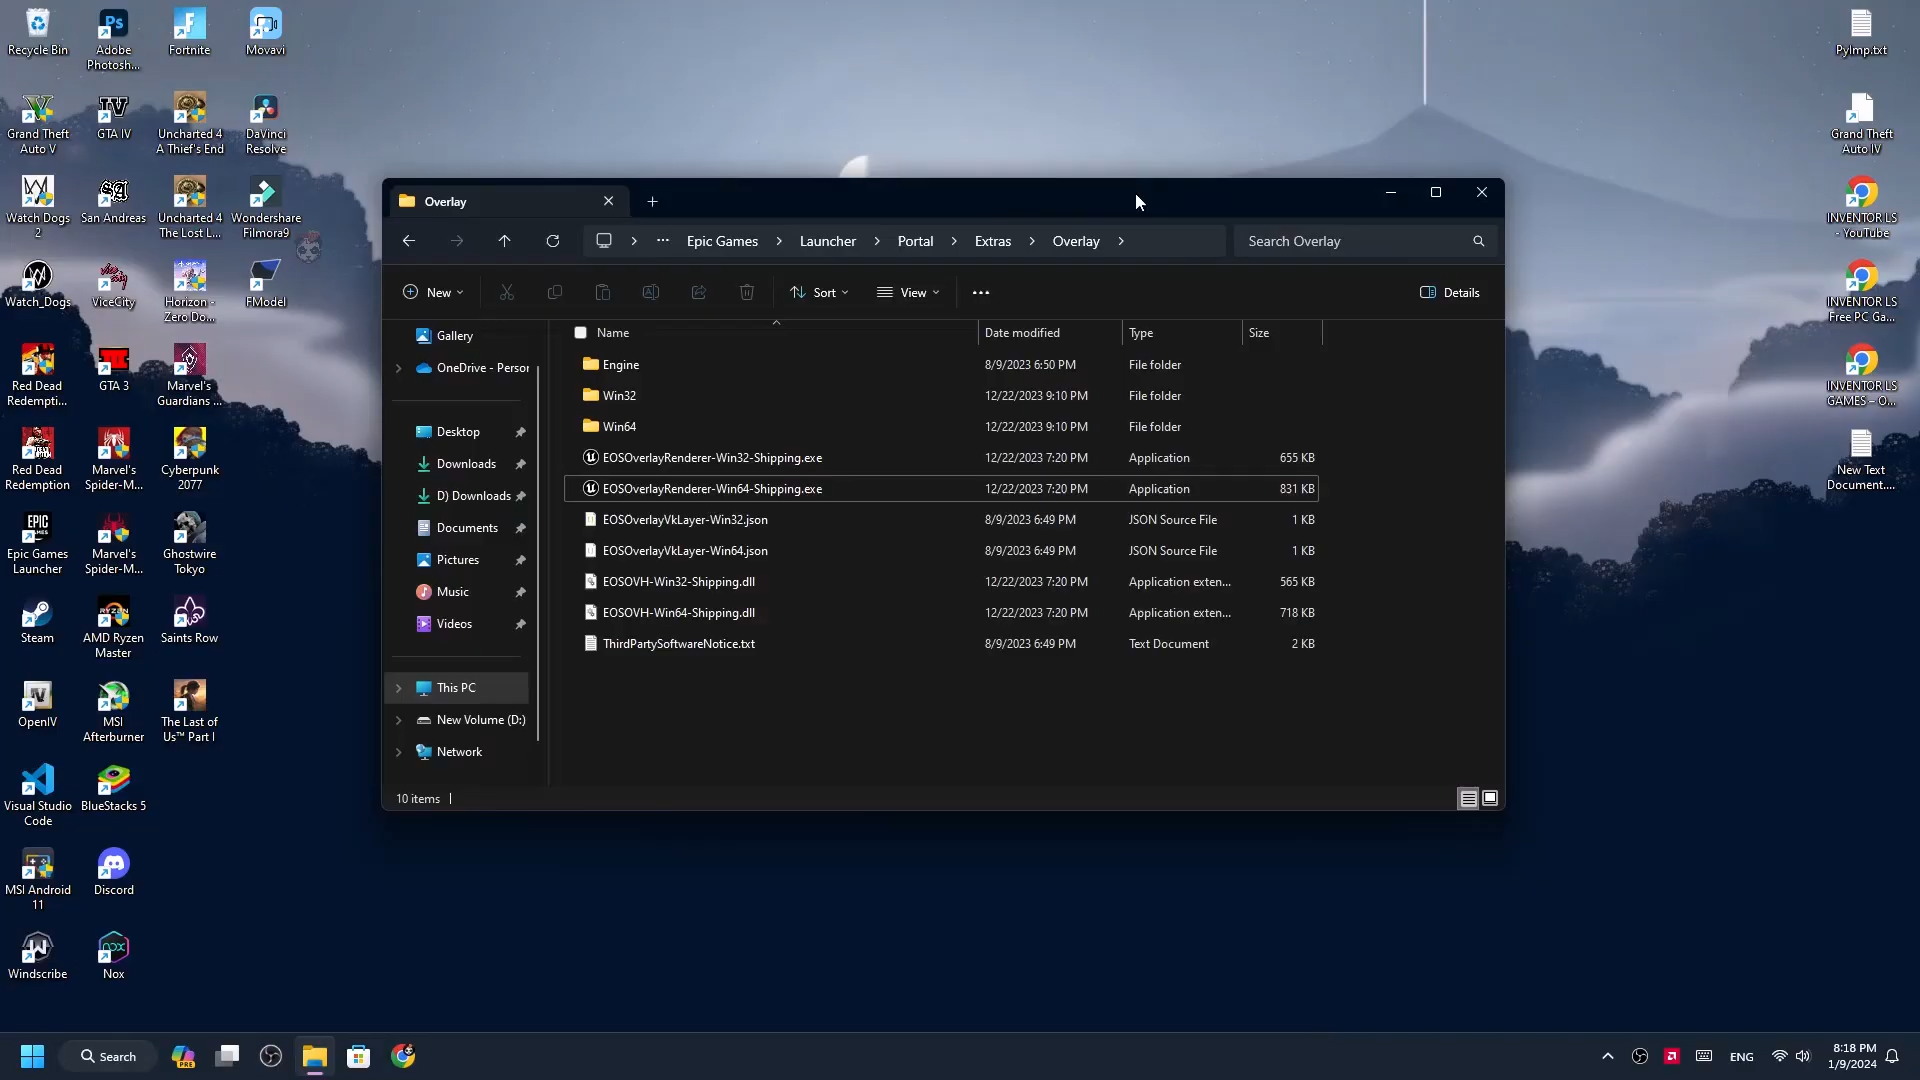 Recycle Bin
Adobe
Photosh...
Fortnite
Movavi
Grand Theft
Auto V
GTA IV
Uncharted 4
A Thief's End
DaVinci
Resolve
Watch Dogs
2
San Andreas
Uncharted 4
The Lost L...
Wondershare
Filmora9
Watch_Dogs
ViceCity
Horizon -
Zero Do...
FModel
Red Dead
Redempti...
GTA 3
Marvel's
Guardians ...
Red Dead
Redemption
Marvel's
Spider-M...
Cyberpunk
2077
Epic Games
Launcher
Marvel's
Spider-M...
Ghostwire
Tokyo
Steam
AMD Ryzen
Master
Saints Row
OpenIV
MSI
Afterburner
The Last of
Us™ Part I
Visual Studio
Code
BlueStacks 5
MSI Android
11
Discord
Windscribe
Nox
Overlay
Epic Games > Launcher > Portal > Extras > Overlay >
Search Overlay
New
Sort
View
Details
Gallery
OneDrive - Persor
Desktop
Downloads
D) Downloads
Documents
Pictures
Music
Videos
This PC
New Volume (D:)
Network
Name Date modified Type Size
Engine 8/9/2023 6:50 PM File folder
Win32 12/22/2023 9:10 PM File folder
Win64 12/22/2023 9:10 PM File folder
EOSOverlayRenderer-Win32-Shipping.exe 12/22/2023 7:20 PM Application 655 KB
EOSOverlayRenderer-Win64-Shipping.exe 12/22/2023 7:20 PM Application 831 KB
EOSOverlayVkLayer-Win32.json 8/9/2023 6:49 PM JSON Source File 1 KB
EOSOverlayVkLayer-Win64.json 8/9/2023 6:49 PM JSON Source File 1 KB
EOSOVH-Win32-Shipping.dll 12/22/2023 7:20 PM Application exten... 565 KB
EOSOVH-Win64-Shipping.dll 12/22/2023 7:20 PM Application exten... 718 KB
ThirdPartySoftwareNotice.txt 8/9/2023 6:49 PM Text Document 2 KB
10 items
PyImp.txt
Grand Theft
Auto IV
INVENTOR LS
- YouTube
INVENTOR LS
Free PC Ga...
INVENTOR LS
GAMES – O...
New Text
Document....
Search
PRE
ENG
8:18 PM
1/9/2024